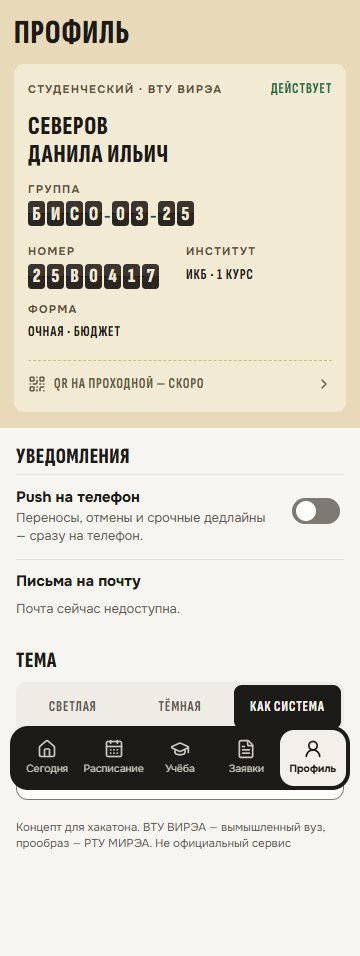 ПРОФИЛЬ
СТУДЕНЧЕСКИЙ · ВТУ ВИРЭА
ДЕЙСТВУЕТ
СЕВЕРОВ
ДАНИЛА ИЛЬИЧ
ГРУППА
БИСО-03-25
НОМЕР
ИНСТИТУТ
25В0417
ИКБ · 1 КУРС
ФОРМА
ОЧНАЯ · БЮДЖЕТ
QR НА ПРОХОДНОЙ — СКОРО
УВЕДОМЛЕНИЯ
Push на телефон
Переносы, отмены и срочные дедлайны
— сразу на телефон.
Письма на почту
Почта сейчас недоступна.
ТЕМА
СВЕТЛАЯ
ТЁМНАЯ
КАК СИСТЕМА
Сегодня
Расписание
Учёба
Заявки
Профиль
Концепт для хакатона. ВТУ ВИРЭА — вымышленный вуз,
прообраз — РТУ МИРЭА. Не официальный сервис